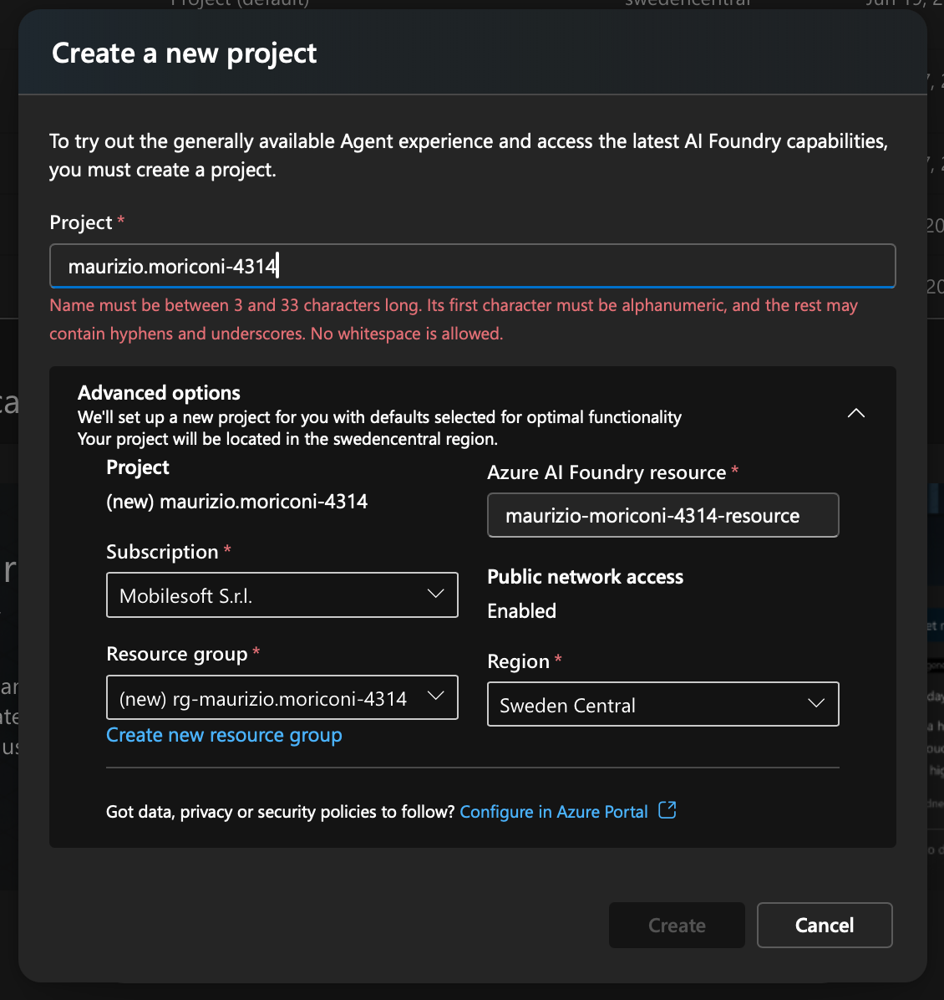 Project (default) swedencentral
Create a new project
To try out the generally available Agent experience and access the latest AI Foundry capabilities,
you must create a project.
Project *
maurizio.moriconi-4314
Name must be between 3 and 33 characters long. Its first character must be alphanumeric, and the rest may
contain hyphens and underscores. No whitespace is allowed.
Advanced options
We'll set up a new project for you with defaults selected for optimal functionality
Your project will be located in the swedencentral region.
Project
(new) maurizio.moriconi-4314
Azure AI Foundry resource *
maurizio-moriconi-4314-resource
Subscription *
Mobilesoft S.r.l.
Public network access
Enabled
Resource group *
(new) rg-maurizio.moriconi-4314
Create new resource group
Region *
Sweden Central
Got data, privacy or security policies to follow? Configure in Azure Portal
Create
Cancel